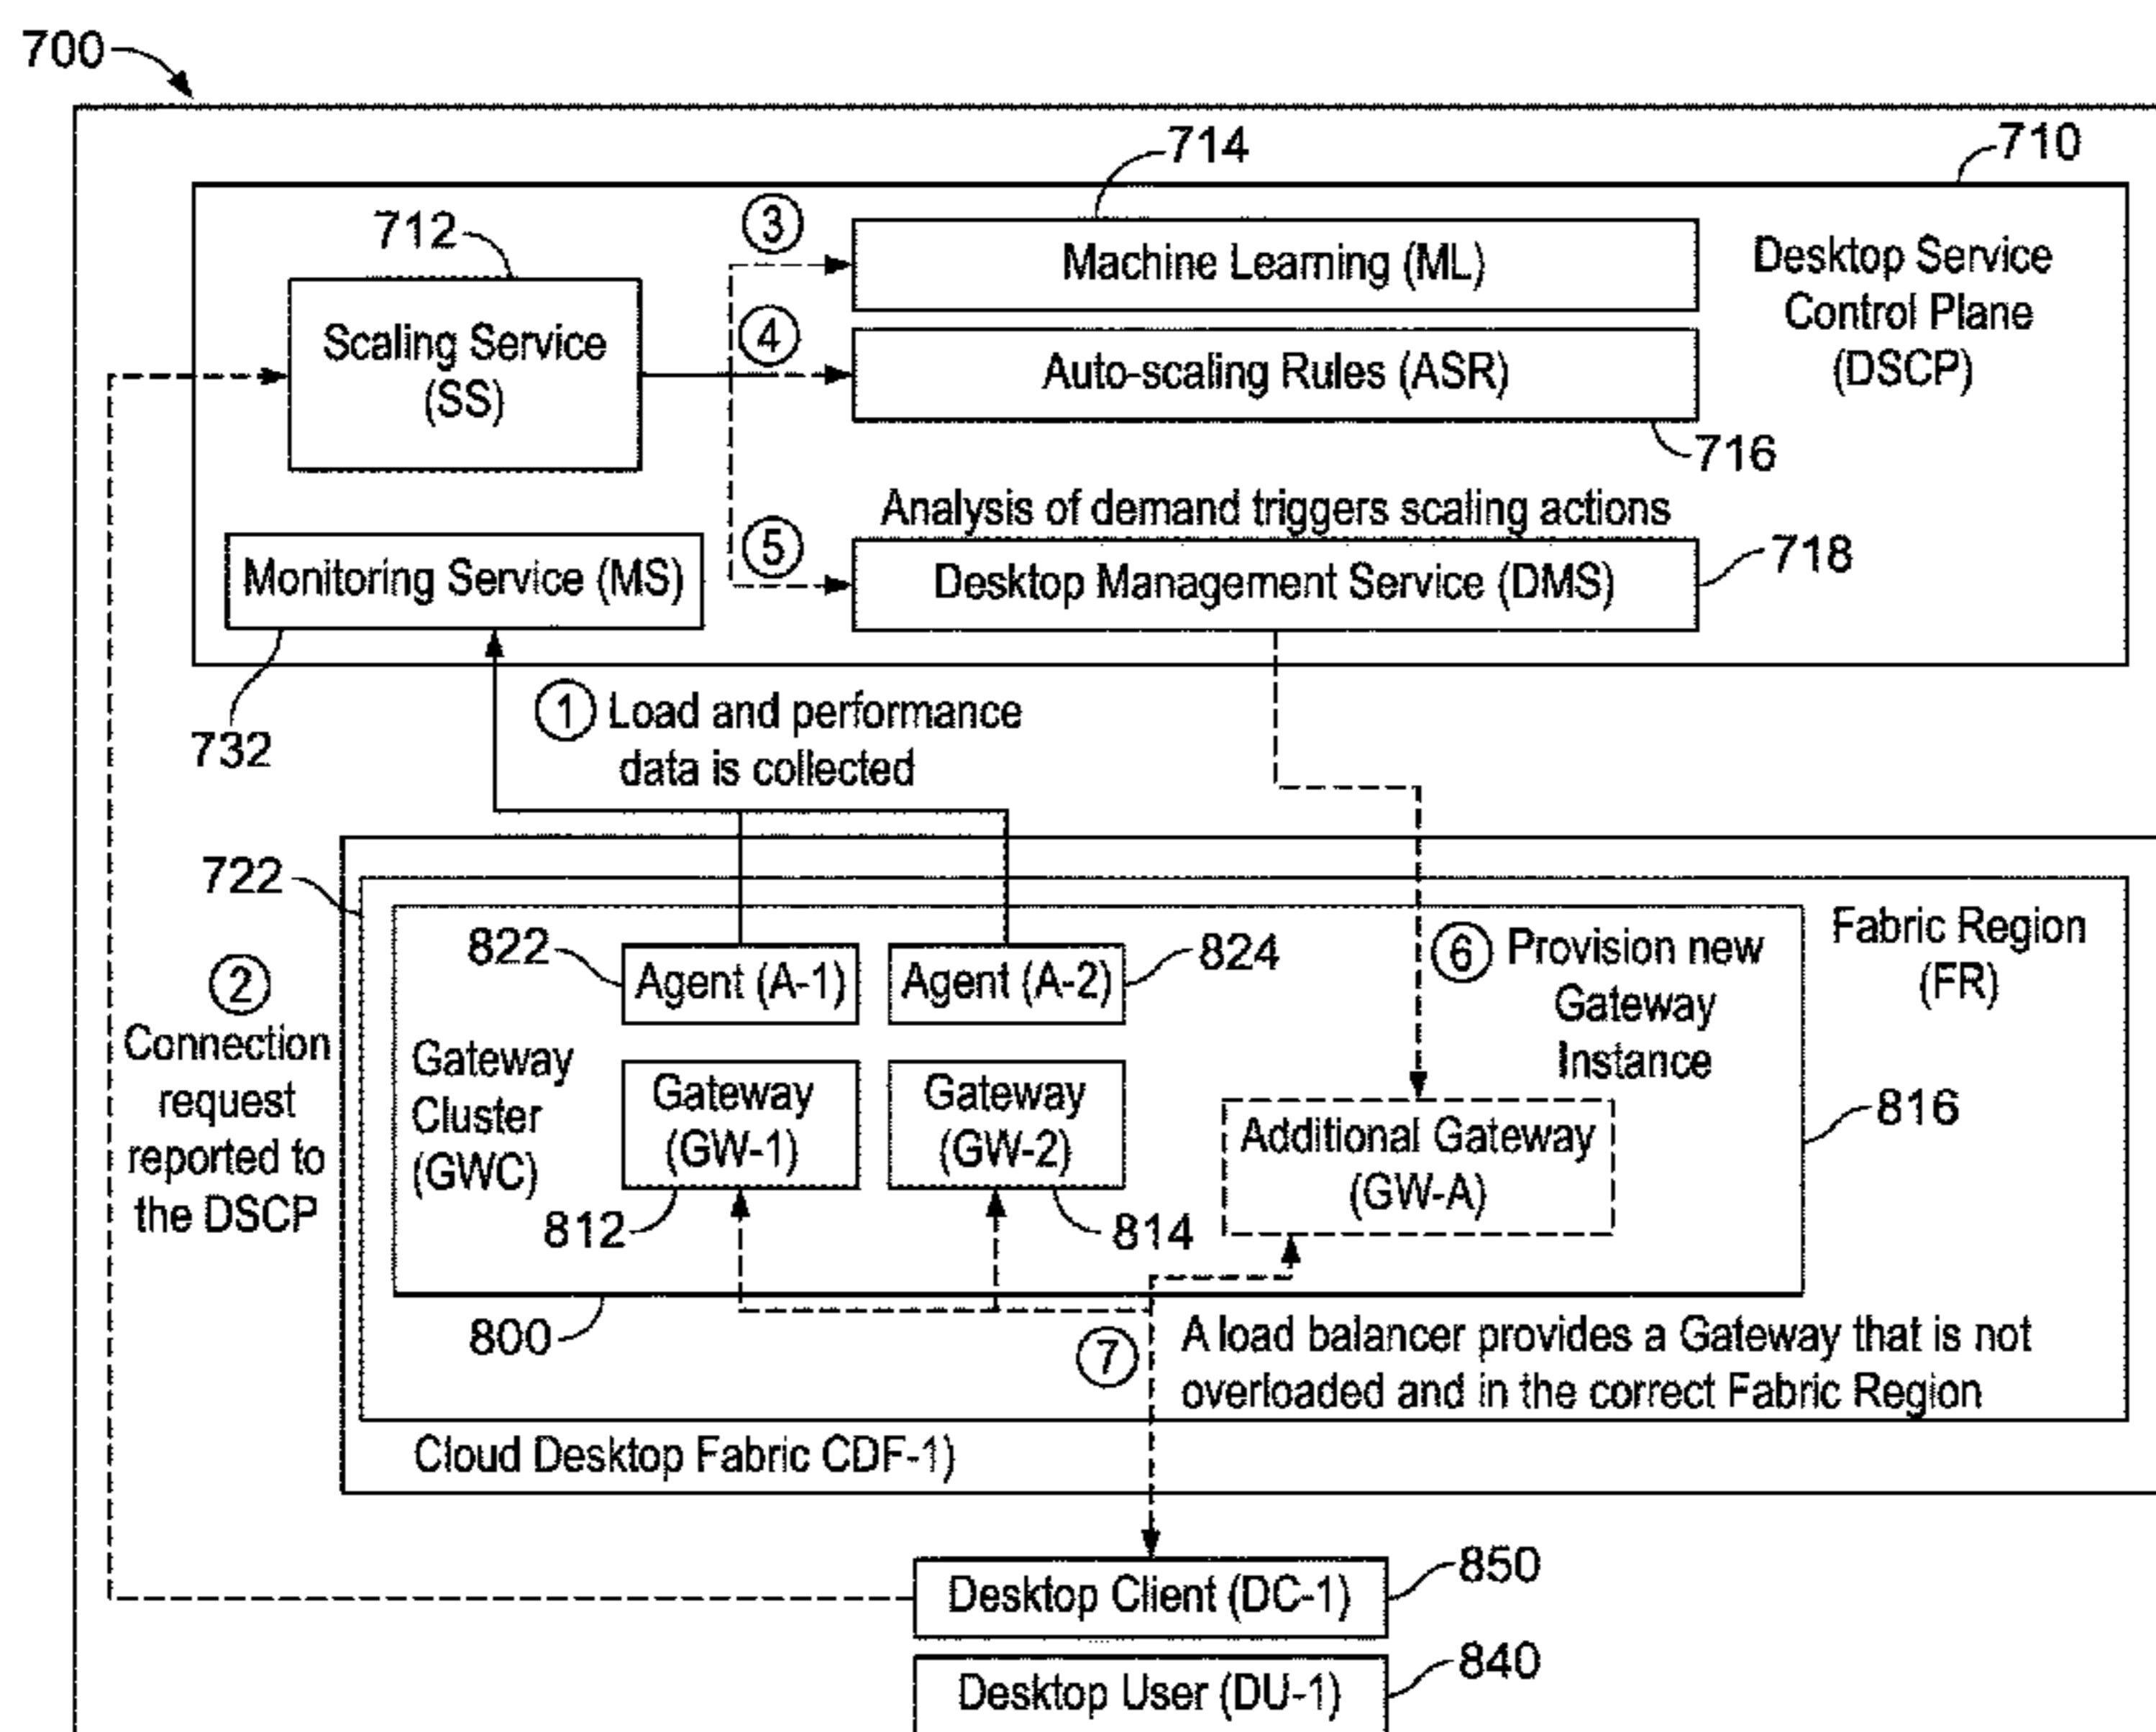 700
714
710
712
③
Machine Learning (ML)
Desktop Service
Control Plane
(DSCP)
Scaling Service
(SS)
④
Auto-scaling Rules (ASR)
716
Analysis of demand triggers scaling actions
Monitoring Service (MS)
⑤
Desktop Management Service (DMS)
718
732
① Load and performance
data is collected
722
822
Agent (A-1)
Agent (A-2)
824
⑥ Provision new
Gateway
Instance
Fabric Region
(FR)
②
Connection
request
reported to
the DSCP
Gateway
Cluster
(GWC)
Gateway
(GW-1)
Gateway
(GW-2)
Additional Gateway
(GW-A)
816
812
814
800
⑦
A load balancer provides a Gateway that is not
overloaded and in the correct Fabric Region
Cloud Desktop Fabric CDF-1)
Desktop Client (DC-1)
850
Desktop User (DU-1)
840